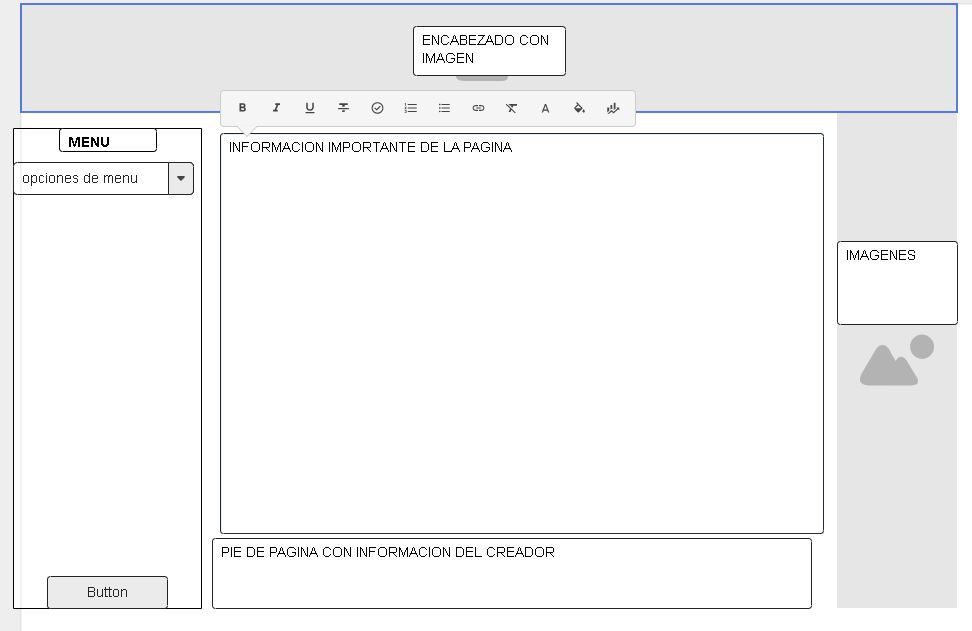 ENCABEZADO CON
IMAGEN
B I U A
MENU
opciones de menu
INFORMACION IMPORTANTE DE LA PAGINA
IMAGENES
PIE DE PAGINA CON INFORMACION DEL CREADOR
Button